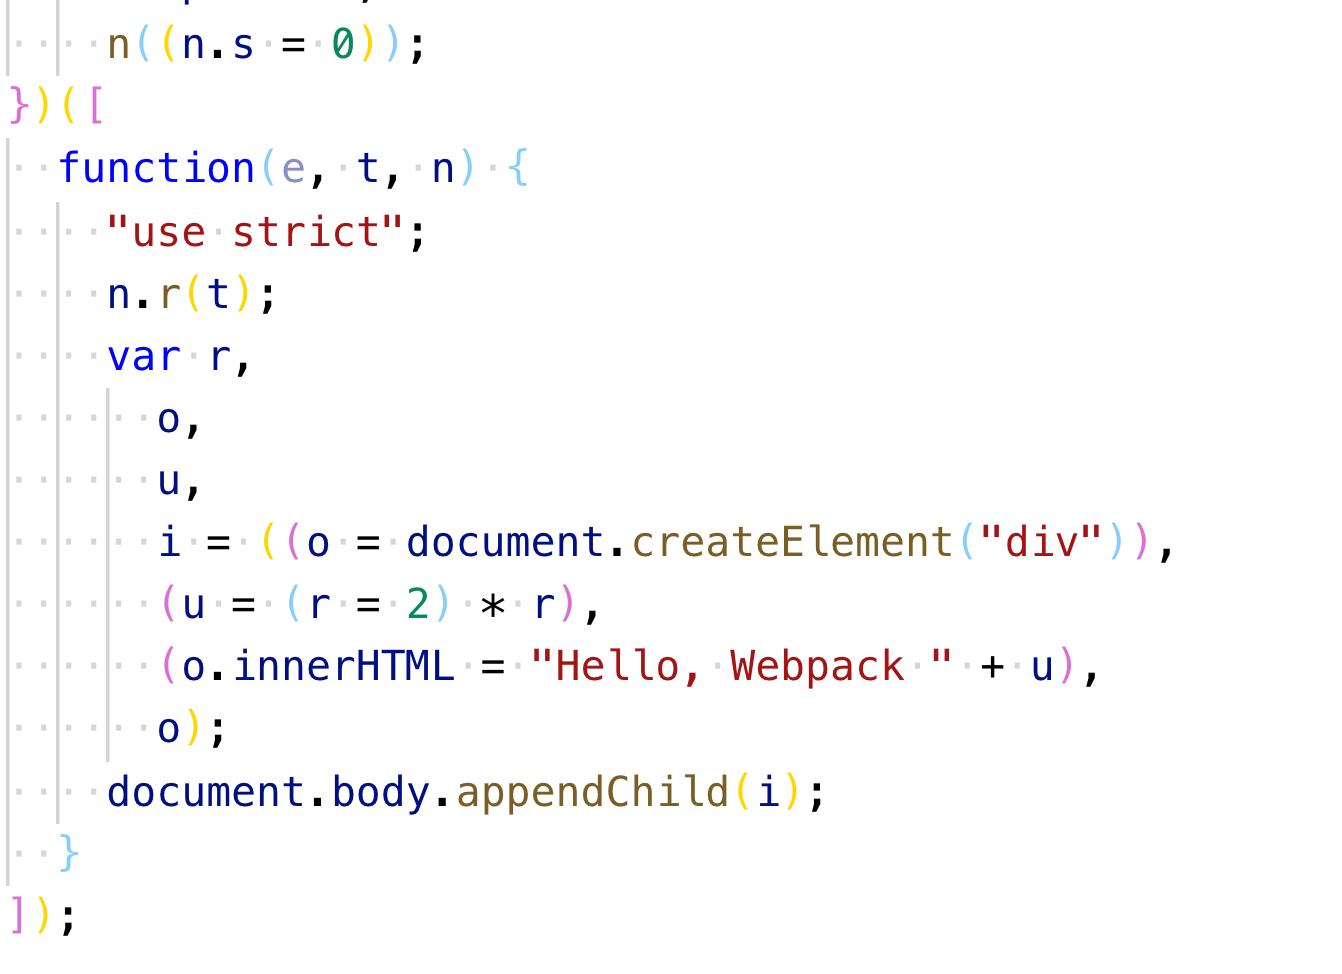 n((n.s = 0));
})([
function(e, t, n) {
"use strict";
n.r(t);
var r,
o,
u,
i = ((o = document.createElement("div")),
(u = (r = 2) * r),
(o.innerHTML = "Hello, Webpack " + u),
o);
document.body.appendChild(i);
}
]);